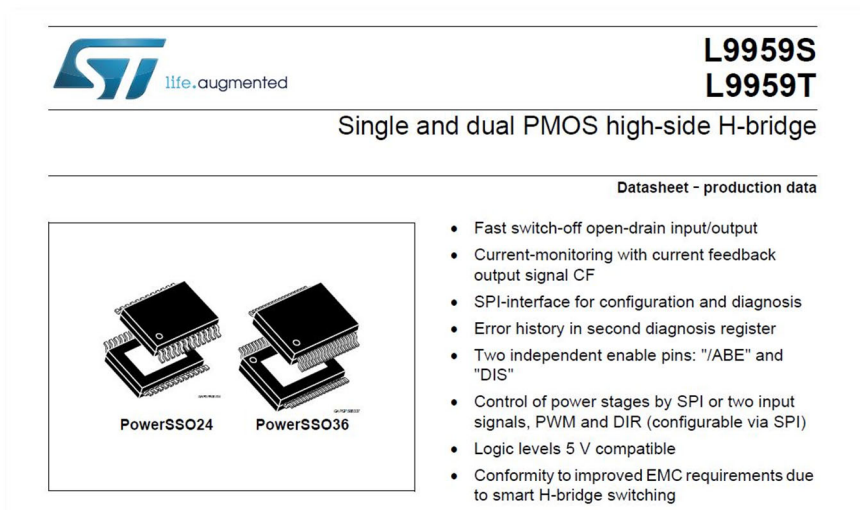 L9959S
L9959T
ST life.augmented
Single and dual PMOS high-side H-bridge
Datasheet - production data
PowerSSO24
PowerSSO36
• Fast switch-off open-drain input/output
• Current-monitoring with current feedback
output signal CF
• SPI-interface for configuration and diagnosis
• Error history in second diagnosis register
• Two independent enable pins: "/ABE" and
"DIS"
• Control of power stages by SPI or two input
signals, PWM and DIR (configurable via SPI)
• Logic levels 5 V compatible
• Conformity to improved EMC requirements due
to smart H-bridge switching